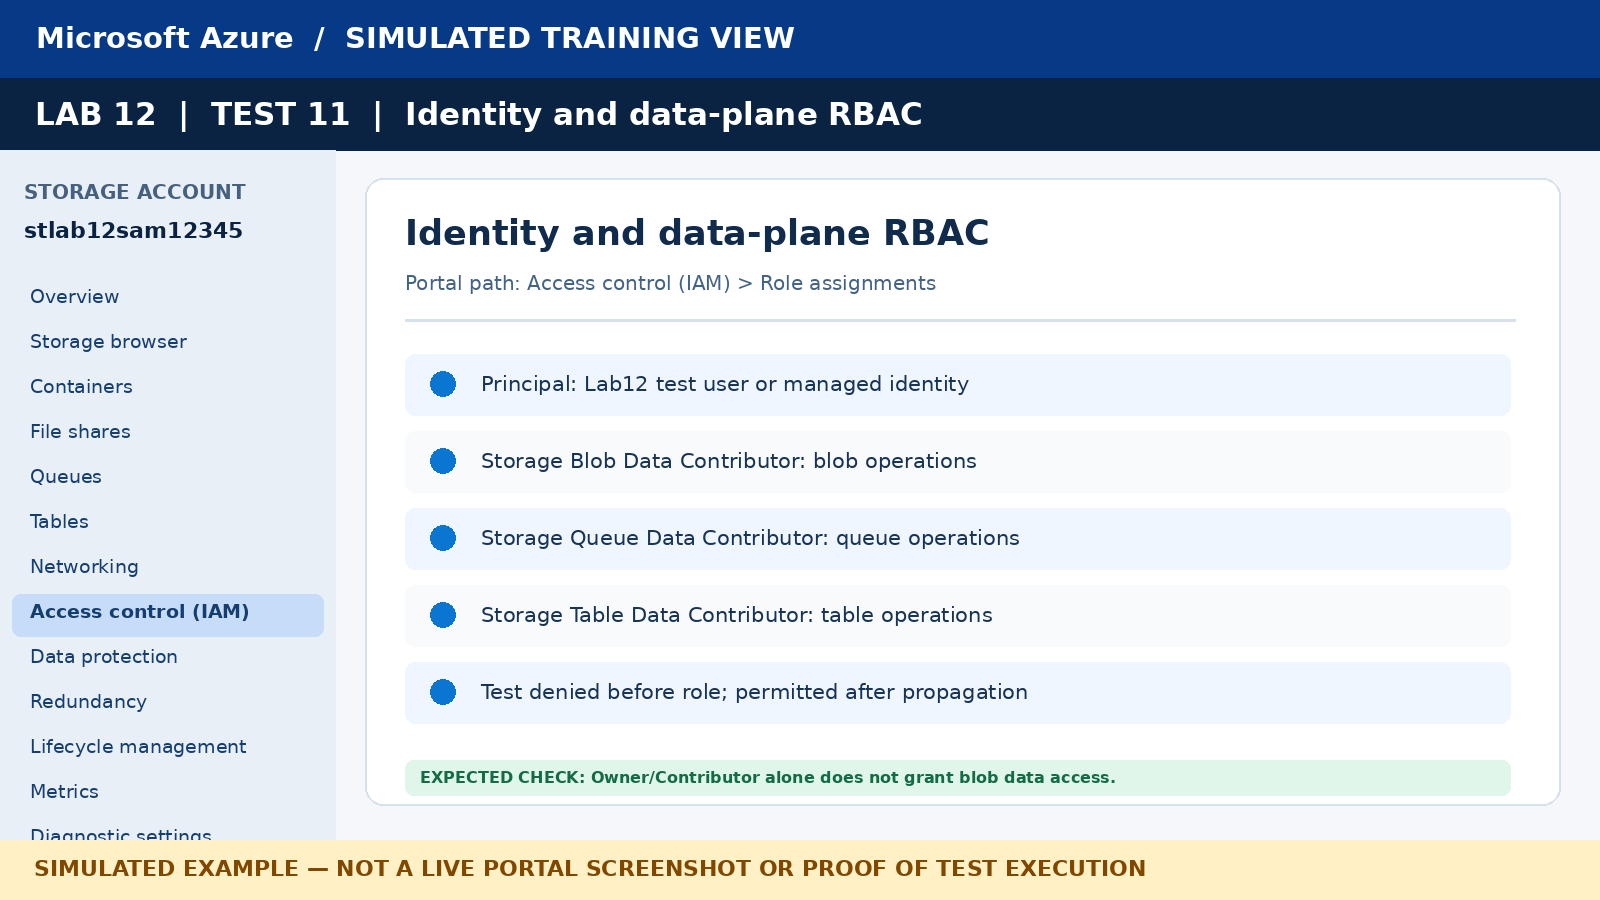 Microsoft Azure / SIMULATED TRAINING VIEW
LAB 12 | TEST 11 | Identity and data-plane RBAC
STORAGE ACCOUNT
stlab12sam12345
Overview
Storage browser
Containers
File shares
Queues
Tables
Networking
Access control (IAM)
Data protection
Redundancy
Lifecycle management
Metrics
Diagnostic settings
Identity and data-plane RBAC
Portal path: Access control (IAM) > Role assignments
Principal: Lab12 test user or managed identity
Storage Blob Data Contributor: blob operations
Storage Queue Data Contributor: queue operations
Storage Table Data Contributor: table operations
Test denied before role; permitted after propagation
EXPECTED CHECK: Owner/Contributor alone does not grant blob data access.
SIMULATED EXAMPLE — NOT A LIVE PORTAL SCREENSHOT OR PROOF OF TEST EXECUTION